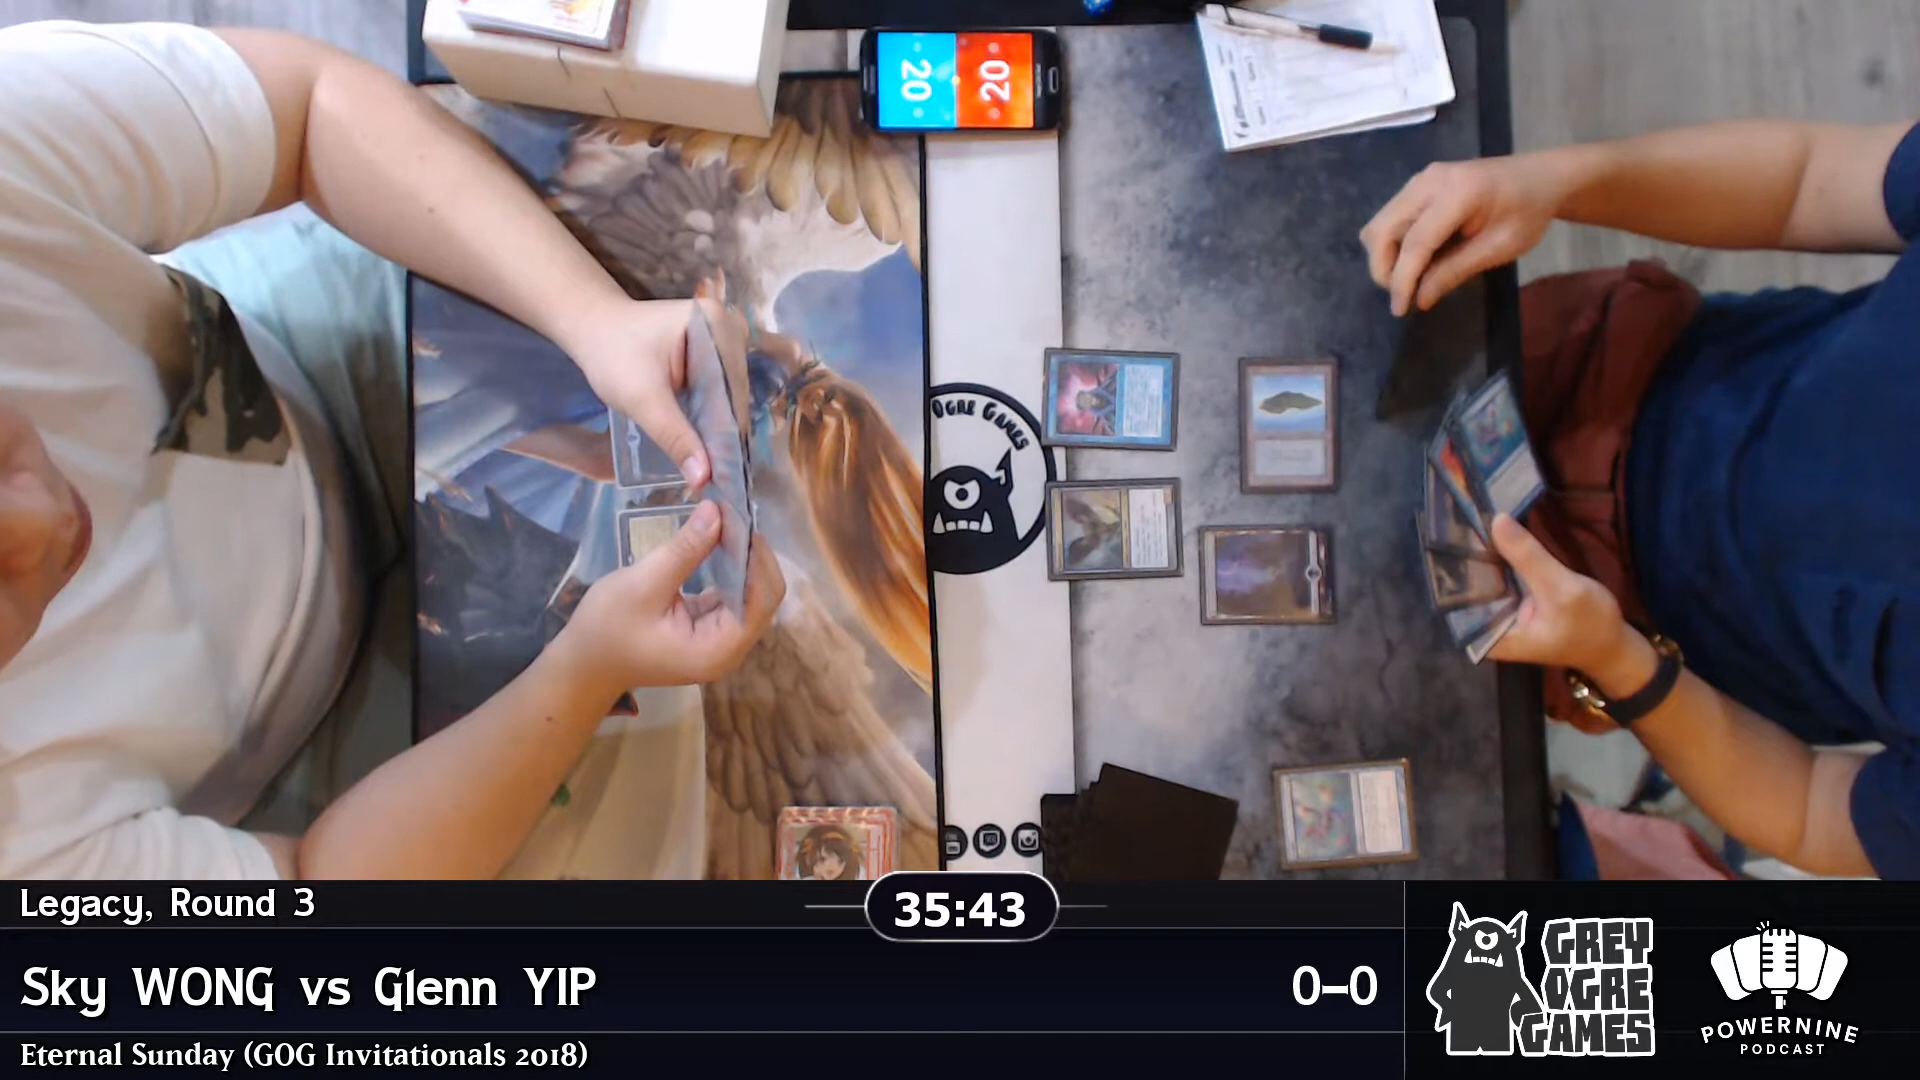 20
20
OGRE GAMES
Legacy, Round 3
35:43
Sky WONG vs Glenn YIP
0–0
Eternal Sunday (GOG Invitationals 2018)
GREY
OGRE
GAMES
POWERNINE
PODCAST